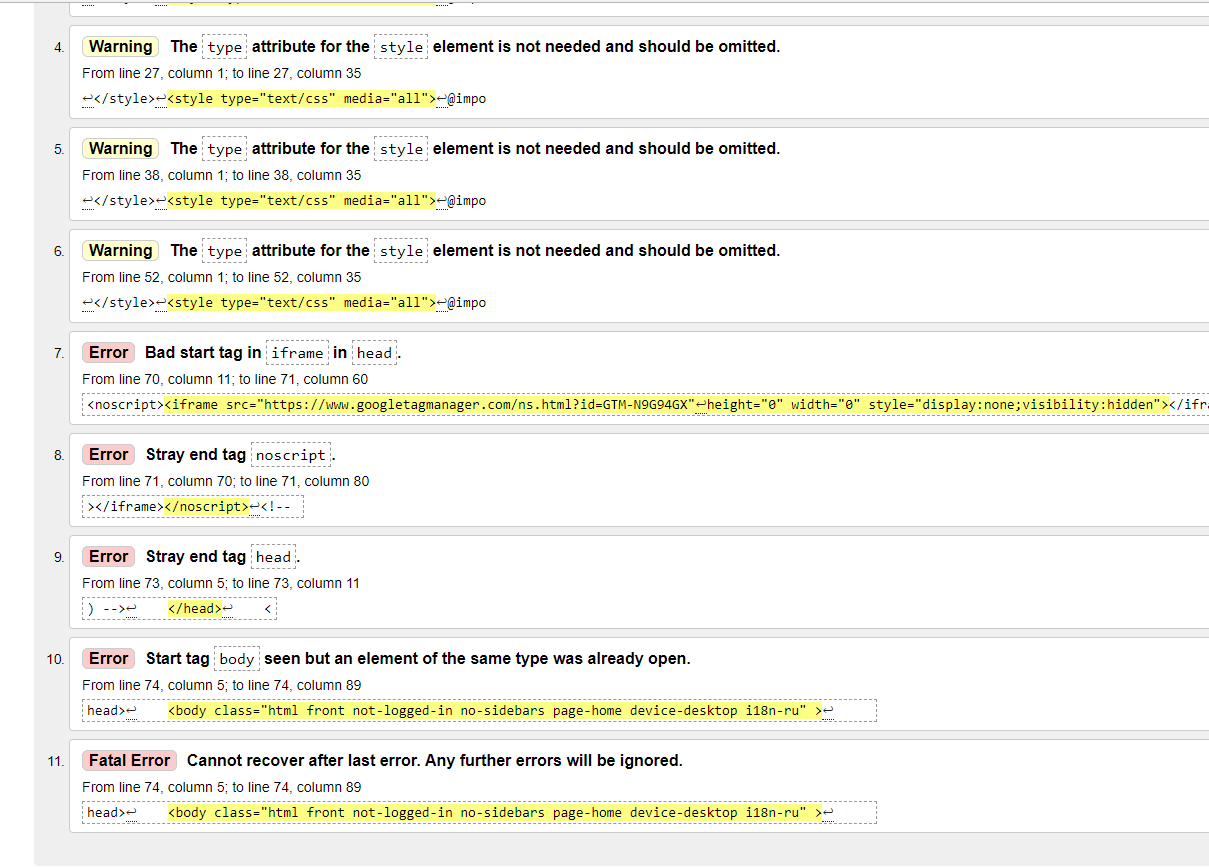 4. Warning The type attribute for the style element is not needed and should be omitted.
From line 27, column 1; to line 27, column 35
↩</style>↩<style type="text/css" media="all">↩@impo
5. Warning The type attribute for the style element is not needed and should be omitted.
From line 38, column 1; to line 38, column 35
↩</style>↩<style type="text/css" media="all">↩@impo
6. Warning The type attribute for the style element is not needed and should be omitted.
From line 52, column 1; to line 52, column 35
↩</style>↩<style type="text/css" media="all">↩@impo
7. Error Bad start tag in iframe in head.
From line 70, column 11; to line 71, column 60
<noscript><iframe src="https://www.googletagmanager.com/ns.html?id=GTM-N9G94GX"↩height="0" width="0" style="display:none;visibility:hidden"></ifra
8. Error Stray end tag noscript.
From line 71, column 70; to line 71, column 80
></iframe></noscript>↩<!--
9. Error Stray end tag head.
From line 73, column 5; to line 73, column 11
) -->↩ </head>↩ <
10. Error Start tag body seen but an element of the same type was already open.
From line 74, column 5; to line 74, column 89
head>↩ <body class="html front not-logged-in no-sidebars page-home device-desktop i18n-ru" >↩
11. Fatal Error Cannot recover after last error. Any further errors will be ignored.
From line 74, column 5; to line 74, column 89
head>↩ <body class="html front not-logged-in no-sidebars page-home device-desktop i18n-ru" >↩